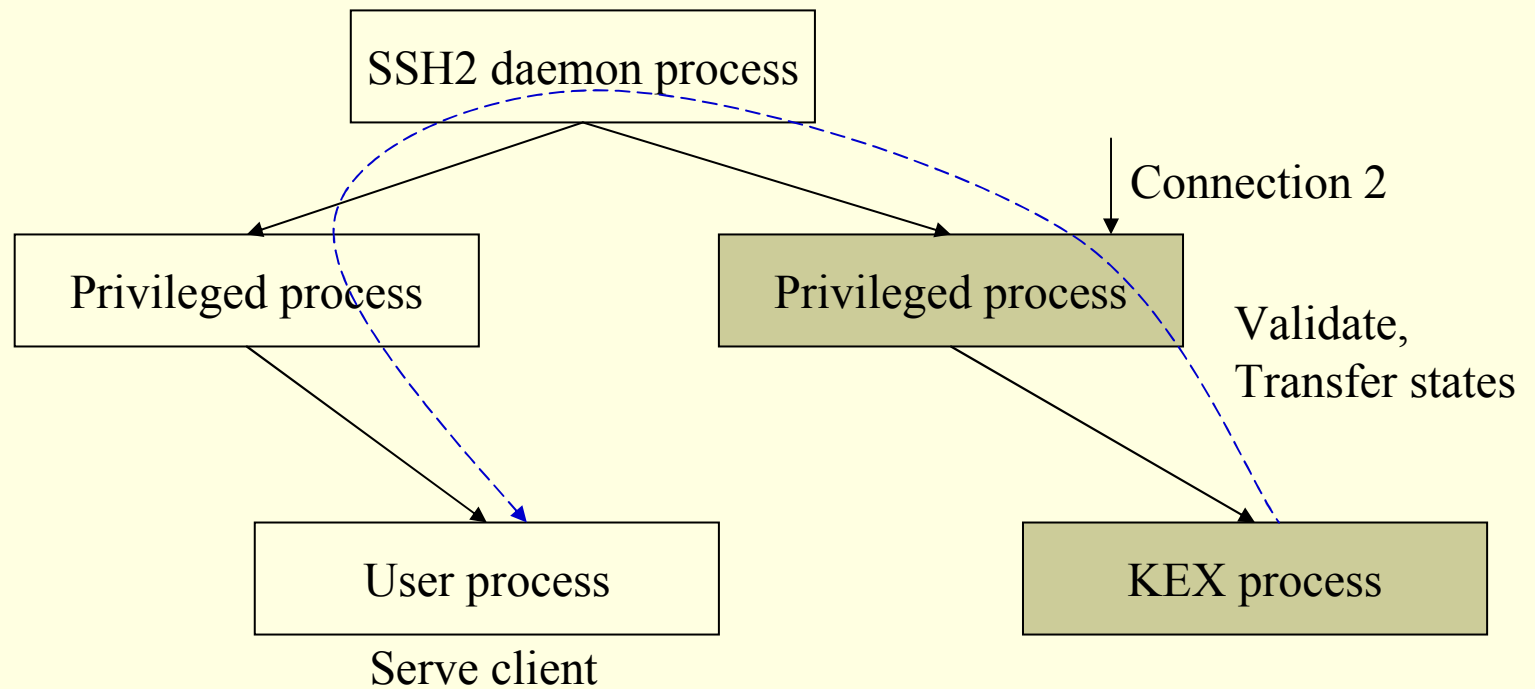 SSH2 daemon process
Connection 2
Privileged process
Privileged process
Validate,
Transfer states
User process
KEX process
Serve client